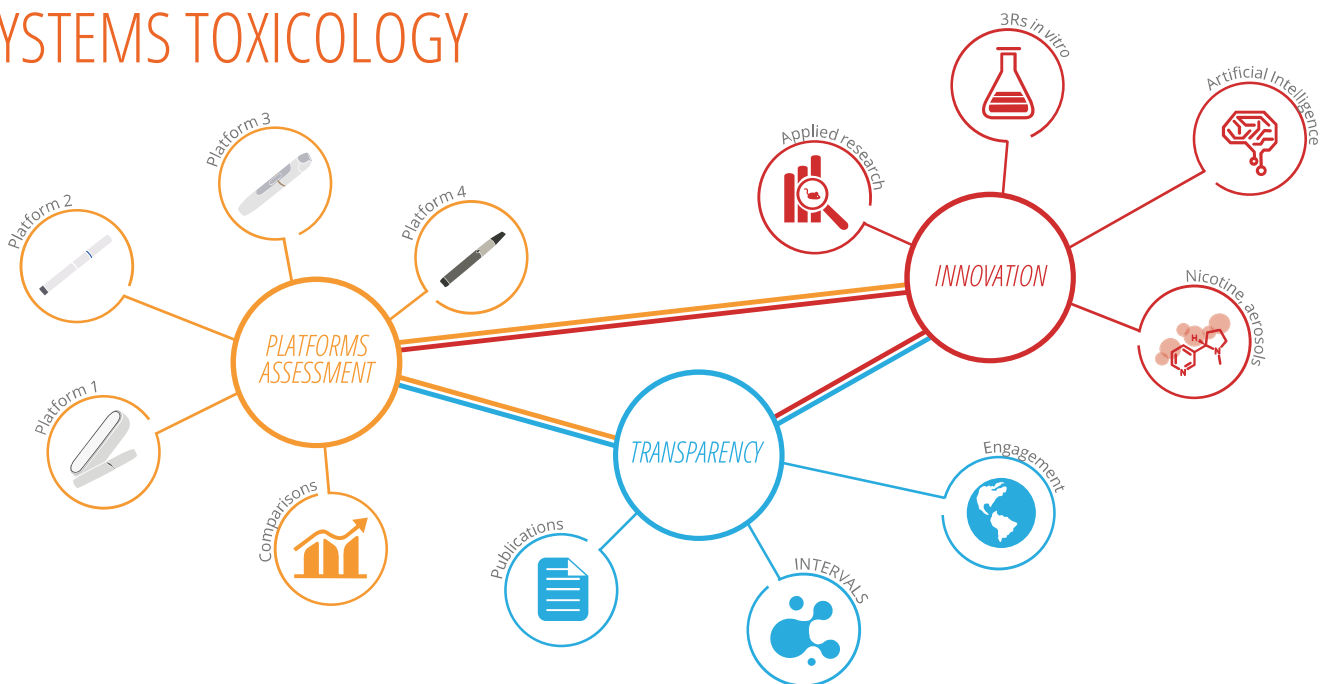 YSTEMS TOXICOLOGY
3Rs in vitro
Artificial Intelligence
Platform 3
Applied research
Platform 2
Platform 4
INNOVATION
Nicotine, aerosols
H
N
N
PLATFORMS
ASSESSMENT
Platform 1
TRANSPARENCY
Engagement
Comparisons
Publications
INTERVALS